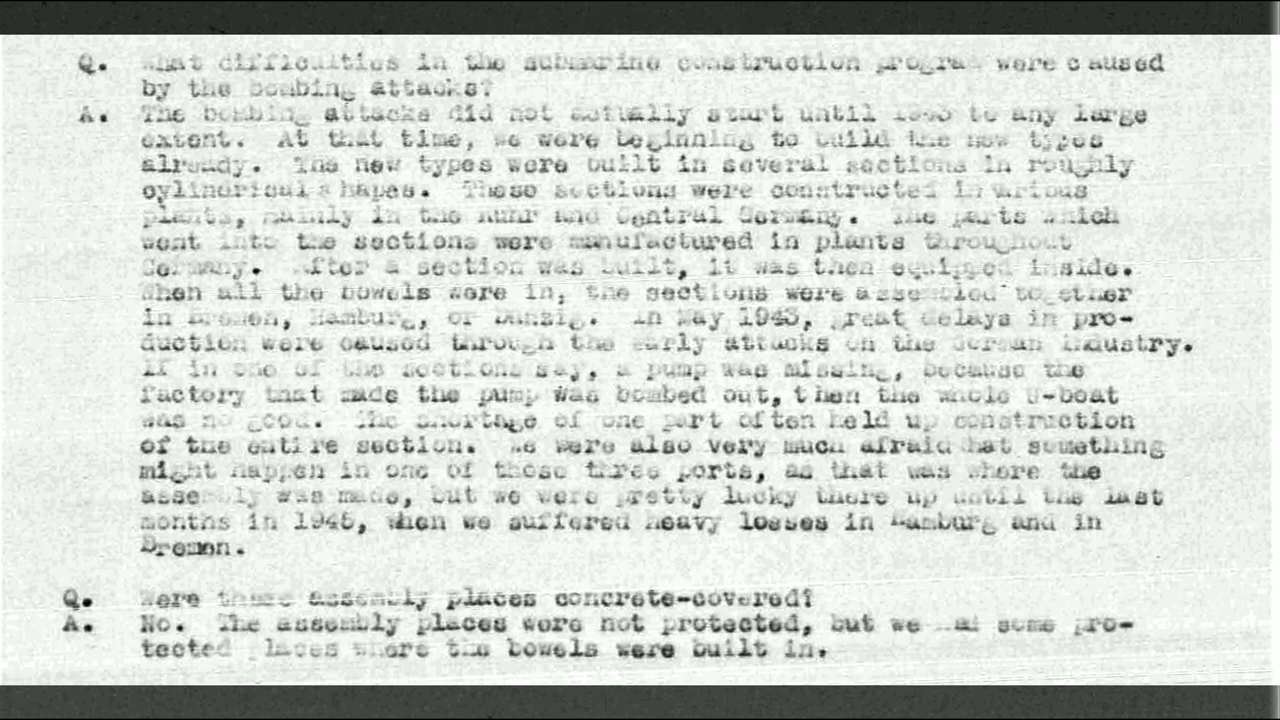 Q. What difficulties in the submarine construction program were caused
by the bombing attacks?
A. The bombing attacks did not actually start until 1943 to any large
extent. At that time, we were beginning to build the new types
already. The new types were built in several sections in roughly
cylindrical shapes. These sections were constructed in various
plants, mainly in the Ruhr and Central Germany. The parts which
went into the sections were manufactured in plants throughout
Germany. After a section was built, it was then equipped inside.
When all the bowels were in, the sections were assembled together
in Bremen, Hamburg, or Danzig. In May 1943, great delays in pro-
duction were caused through the early attacks on the German industry.
If in one of the sections say, a pump was missing, because the
factory that made the pump was bombed out, then the whole U-boat
was no good. The shortage of one part often held up construction
of the entire section. We were also very much afraid that something
might happen in one of those three ports, as that was where the
assembly was made, but we were pretty lucky there up until the last
months in 1945, when we suffered heavy losses in Hamburg and in
Bremen.
Q. Were these assembly places concrete-covered?
A. No. The assembly places were not protected, but we had some pro-
tected places where the bowels were built in.